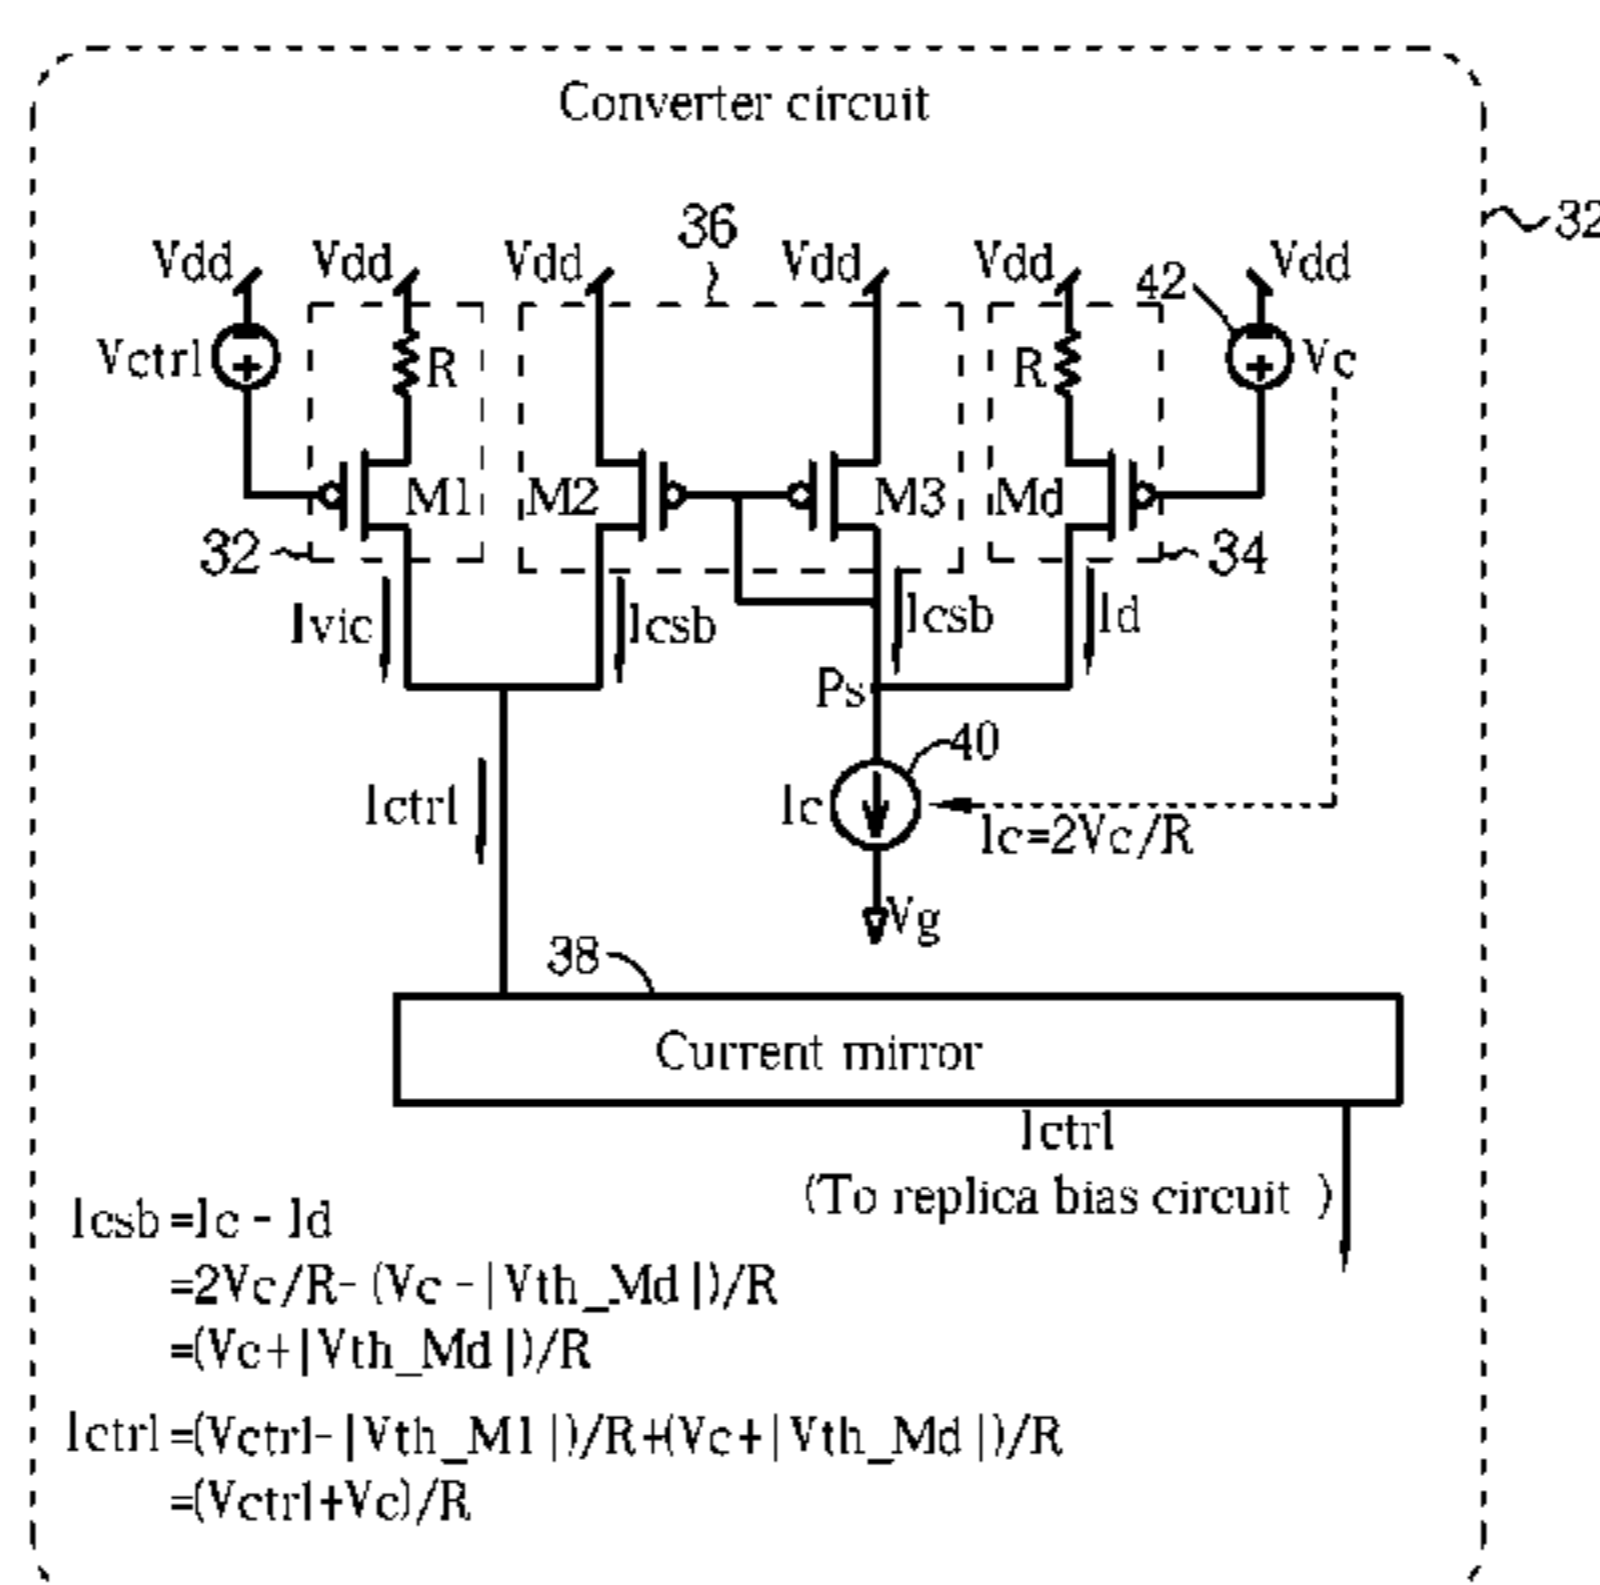 Converter circuit
32
36
Vdd Vdd Vdd Vdd Vdd Vdd
42
Vctrl R R Vc
M1 M2 M3 Md
32 34
Ivic Icsb Icsb Id
Ps
40
Ictrl Ic
Ic=2Vc/R
Vg
38
Current mirror
Ictrl
(To replica bias circuit )
Icsb=Ic - Id
=2Vc/R- (Vc -|Vth_Md|)/R
=(Vc+|Vth_Md|)/R
Ictrl=(Vctrl-|Vth_M1|)/R+(Vc+|Vth_Md|)/R
=(Vctrl+Vc)/R